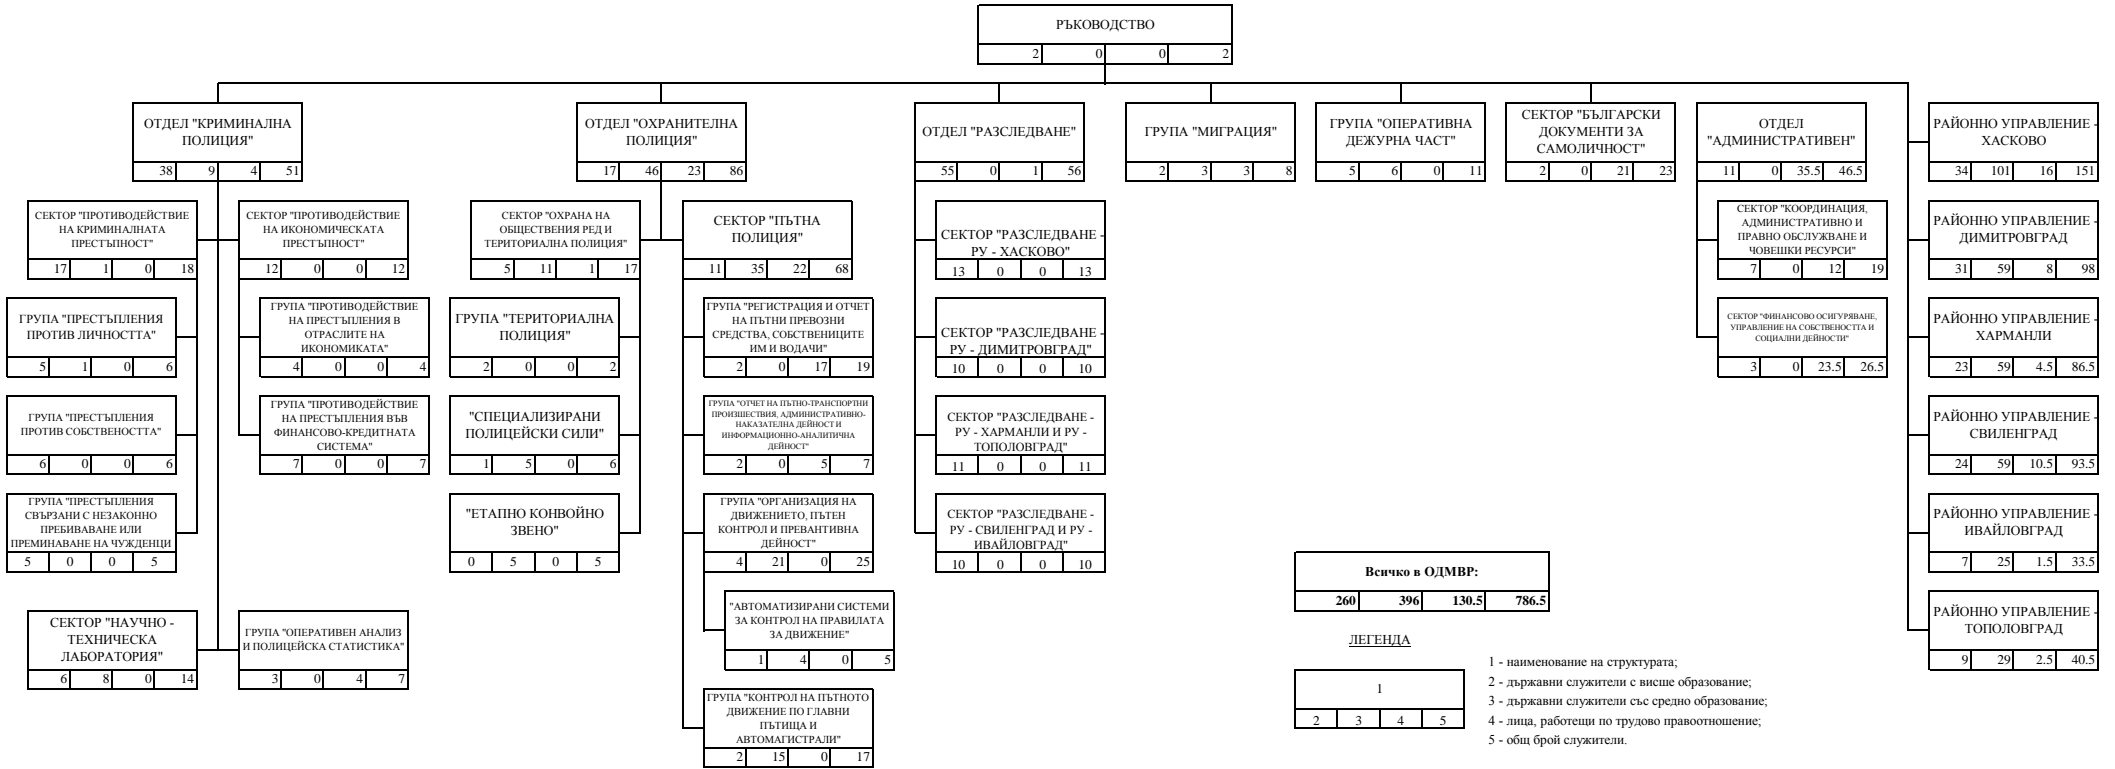 РЪКОВОДСТВО
2 0 0 2
ОТДЕЛ "КРИМИНАЛНА
ПОЛИЦИЯ"
38 9 4 51
СЕКТОР "ПРОТИВОДЕЙСТВИЕ
НА КРИМИНАЛНАТА
ПРЕСТЪПНОСТ"
17 1 0 18
ГРУПА "ПРЕСТЪПЛЕНИЯ
ПРОТИВ ЛИЧНОСТТА"
5 1 0 6
ГРУПА "ПРЕСТЪПЛЕНИЯ
ПРОТИВ СОБСТВЕНОСТТА"
6 0 0 6
ГРУПА "ПРЕСТЪПЛЕНИЯ
СВЪРЗАНИ С НЕЗАКОННО
ПРЕБИВАВАНЕ ИЛИ
ПРЕМИНАВАНЕ НА ЧУЖДЕНЦИ
5 0 0 5
СЕКТОР "ПРОТИВОДЕЙСТВИЕ
НА ИКОНОМИЧЕСКАТА
ПРЕСТЪПНОСТ"
12 0 0 12
ГРУПА "ПРОТИВОДЕЙСТВИЕ
НА ПРЕСТЪПЛЕНИЯ В
ОТРАСЛИТЕ НА
ИКОНОМИКАТА"
4 0 0 4
ГРУПА "ПРОТИВОДЕЙСТВИЕ
НА ПРЕСТЪПЛЕНИЯ ВЪВ
ФИНАНСОВО-КРЕДИТНАТА
СИСТЕМА"
7 0 0 7
СЕКТОР "НАУЧНО -
ТЕХНИЧЕСКА
ЛАБОРАТОРИЯ"
6 8 0 14
ГРУПА "ОПЕРАТИВЕН АНАЛИЗ
И ПОЛИЦЕЙСКА СТАТИСТИКА"
3 0 4 7
ОТДЕЛ "ОХРАНИТЕЛНА
ПОЛИЦИЯ"
17 46 23 86
СЕКТОР "ОХРАНА НА
ОБЩЕСТВЕНИЯ РЕД И
ТЕРИТОРИАЛНА ПОЛИЦИЯ"
5 11 1 17
ГРУПА "ТЕРИТОРИАЛНА
ПОЛИЦИЯ"
2 0 0 2
"СПЕЦИАЛИЗИРАНИ
ПОЛИЦЕЙСКИ СИЛИ"
1 5 0 6
"ЕТАПНО КОНВОЙНО
ЗВЕНО"
0 5 0 5
СЕКТОР "ПЪТНА
ПОЛИЦИЯ"
11 35 22 68
ГРУПА "РЕГИСТРАЦИЯ И ОТЧЕТ
НА ПЪТНИ ПРЕВОЗНИ
СРЕДСТВА, СОБСТВЕНИЦИТЕ
ИМ И ВОДАЧИ"
2 0 17 19
ГРУПА "ОТЧЕТ НА ПЪТНО-ТРАНСПОРТНИ
ПРОИЗШЕСТВИЯ, АДМИНИСТРАТИВНО-
НАКАЗАТЕЛНА ДЕЙНОСТ И
ИНФОРМАЦИОННО-АНАЛИТИЧНА
ДЕЙНОСТ"
2 0 5 7
ГРУПА "ОРГАНИЗАЦИЯ НА
ДВИЖЕНИЕТО, ПЪТЕН
КОНТРОЛ И ПРЕВАНТИВНА
ДЕЙНОСТ"
4 21 0 25
"АВТОМАТИЗИРАНИ СИСТЕМИ
ЗА КОНТРОЛ НА ПРАВИЛАТА
ЗА ДВИЖЕНИЕ"
1 4 0 5
ГРУПА "КОНТРОЛ НА ПЪТНОТО
ДВИЖЕНИЕ ПО ГЛАВНИ
ПЪТИЩА И
АВТОМАГИСТРАЛИ"
2 15 0 17
ОТДЕЛ "РАЗСЛЕДВАНЕ"
55 0 1 56
СЕКТОР "РАЗСЛЕДВАНЕ -
РУ - ХАСКОВО"
13 0 0 13
СЕКТОР "РАЗСЛЕДВАНЕ -
РУ - ДИМИТРОВГРАД"
10 0 0 10
СЕКТОР "РАЗСЛЕДВАНЕ -
РУ - ХАРМАНЛИ И РУ -
ТОПОЛОВГРАД"
11 0 0 11
СЕКТОР "РАЗСЛЕДВАНЕ -
РУ - СВИЛЕНГРАД И РУ -
ИВАЙЛОВГРАД"
10 0 0 10
ГРУПА "МИГРАЦИЯ"
2 3 3 8
ГРУПА "ОПЕРАТИВНА
ДЕЖУРНА ЧАСТ"
5 6 0 11
СЕКТОР "БЪЛГАРСКИ
ДОКУМЕНТИ ЗА
САМОЛИЧНОСТ"
2 0 21 23
ОТДЕЛ
"АДМИНИСТРАТИВЕН"
11 0 35.5 46.5
СЕКТОР "КООРДИНАЦИЯ,
АДМИНИСТРАТИВНО И
ПРАВНО ОБСЛУЖВАНЕ И
ЧОВЕШКИ РЕСУРСИ"
7 0 12 19
СЕКТОР "ФИНАНСОВО ОСИГУРЯВАНЕ,
УПРАВЛЕНИЕ НА СОБСТВЕНОСТТА И
СОЦИАЛНИ ДЕЙНОСТИ"
3 0 23.5 26.5
РАЙОННО УПРАВЛЕНИЕ -
ХАСКОВО
34 101 16 151
РАЙОННО УПРАВЛЕНИЕ -
ДИМИТРОВГРАД
31 59 8 98
РАЙОННО УПРАВЛЕНИЕ -
ХАРМАНЛИ
23 59 4.5 86.5
РАЙОННО УПРАВЛЕНИЕ -
СВИЛЕНГРАД
24 59 10.5 93.5
РАЙОННО УПРАВЛЕНИЕ -
ИВАЙЛОВГРАД
7 25 1.5 33.5
РАЙОННО УПРАВЛЕНИЕ -
ТОПОЛОВГРАД
9 29 2.5 40.5
Всичко в ОДМВР:
260 396 130.5 786.5
ЛЕГЕНДА
1
2 3 4 5
1 - наименование на структурата;
2 - държавни служители с висше образование;
3 - държавни служители със средно образование;
4 - лица, работещи по трудово правоотношение;
5 - общ брой служители.